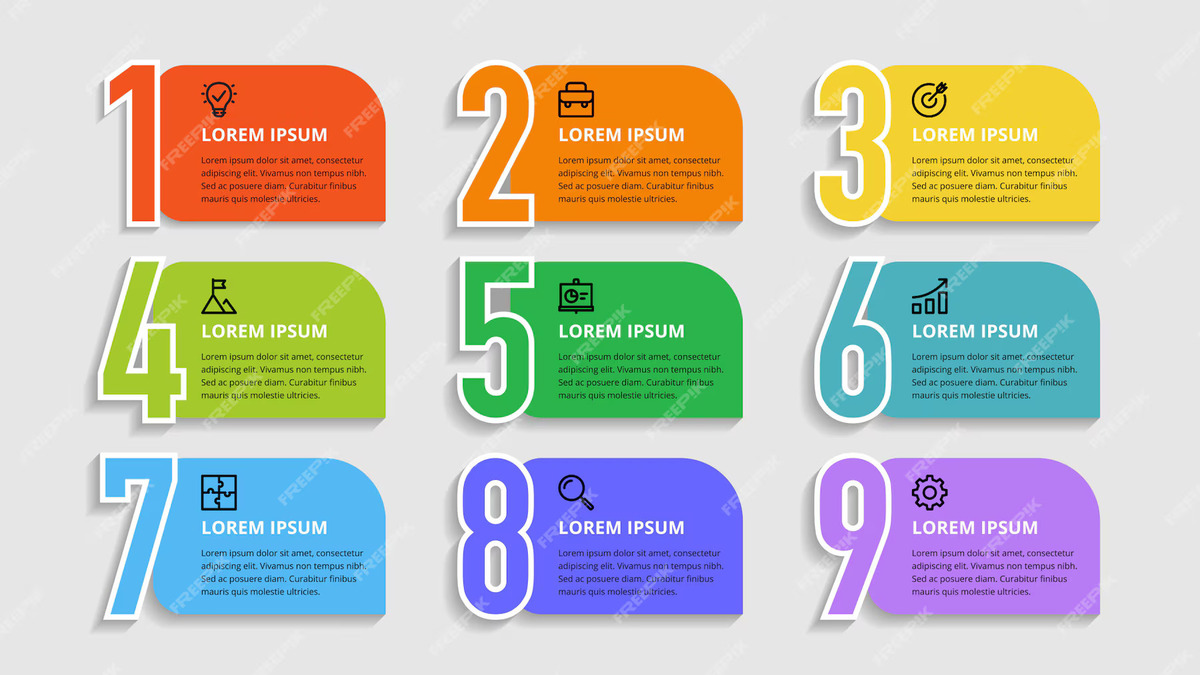 1
LOREM IPSUM
Lorem ipsum dolor sit amet, consectetur
adipiscing elit. Vivamus non tempus nibh.
Sed ac posuere diam. Curabitur finibus
mauris quis molestie ultricies.
2
LOREM IPSUM
Lorem ipsum dolor sit amet, consectetur
adipiscing elit. Vivamus non tempus nibh.
Sed ac posuere diam. Curabitur finibus
mauris quis molestie ultricies.
3
LOREM IPSUM
Lorem ipsum dolor sit amet, consectetur
adipiscing elit. Vivamus non tempus nibh.
Sed ac posuere diam. Curabitur finibus
mauris quis molestie ultricies.
4
LOREM IPSUM
Lorem ipsum dolor sit amet, consectetur
adipiscing elit. Vivamus non tempus nibh.
Sed ac posuere diam. Curabitur finibus
mauris quis molestie ultricies.
5
LOREM IPSUM
Lorem ipsum dolor sit amet, consectetur
adipiscing elit. Vivamus non tempus nibh.
Sed ac posuere diam. Curabitur fin bus
mauris quis molestie ultricies.
6
LOREM IPSUM
Lorem ipsum dolor sit amet, consectetur
adipiscing elit. Vivamus non tempus nibh.
Sed ac posuere diam. Curabitur finibus
mauris quis molestie ultricies.
7
LOREM IPSUM
Lorem ipsum dolor sit amet, consectetur
adipiscing elit. Vivamus non tempus nibh.
Sed ac posuere diam. Curabitur finibus
mauris quis molestie ultricies.
8
LOREM IPSUM
Lorem ipsum dolor sit amet, consectetur
adipiscing elit. Vivamus non tempus nibh.
Sed ac posuere diam. Curabitur finibus
mauris quis molestie ultricies.
9
LOREM IPSUM
Lorem ipsum dolor sit amet, consectetur
adipiscing elit. Vivamus non tempus nibh.
Sed ac posuere diam. Curabitur finibus
mauris quis molestie ultricies.
FREEPIK